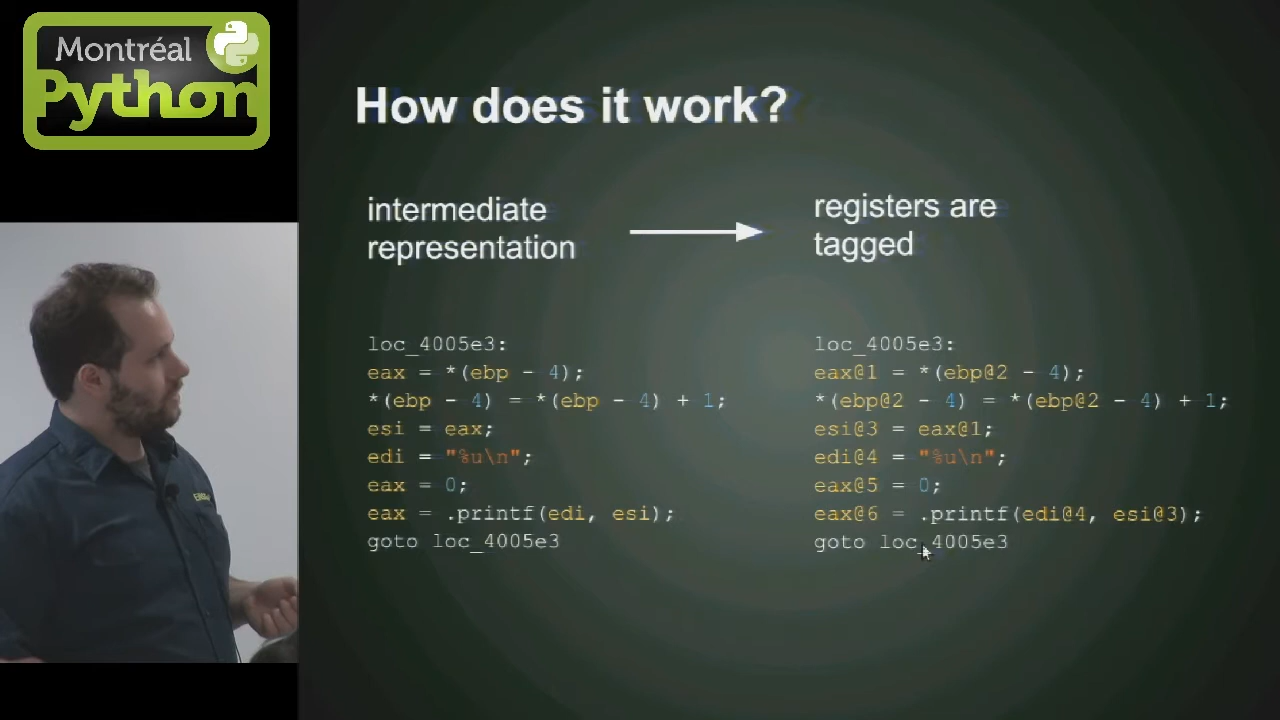 Montréal
Python
How does it work?
intermediate
representation
registers are
tagged
loc_4005e3:
eax = *(ebp - 4);
*(ebp - 4) = *(ebp - 4) + 1;
esi = eax;
edi = "%u\n";
eax = 0;
eax = .printf(edi, esi);
goto loc_4005e3
loc_4005e3:
eax@1 = *(ebp@2 - 4);
*(ebp@2 - 4) = *(ebp@2 - 4) + 1;
esi@3 = eax@1;
edi@4 = "%u\n";
eax@5 = 0;
eax@6 = .printf(edi@4, esi@3);
goto loc_4005e3